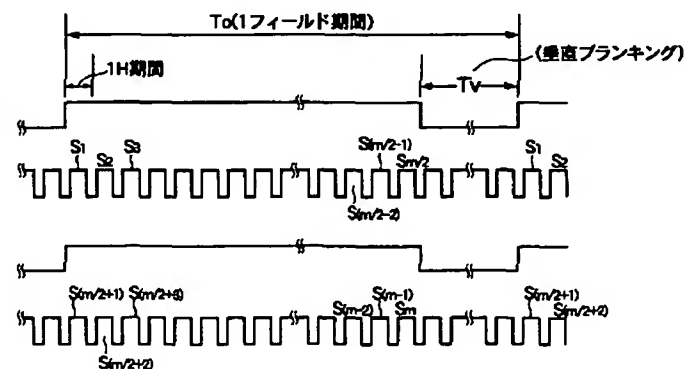 To(1フィールド期間)
(垂直ブランキング)
1H期間
Tv
S1 S2 S3 S(m/2-1) Sm/2 S1 S2
S(m/2-2)
S(m/2+1) S(m/2+3) S(m-2) S(m-1) Sm S(m/2+1) S(m/2+2)
S(m/2+2)